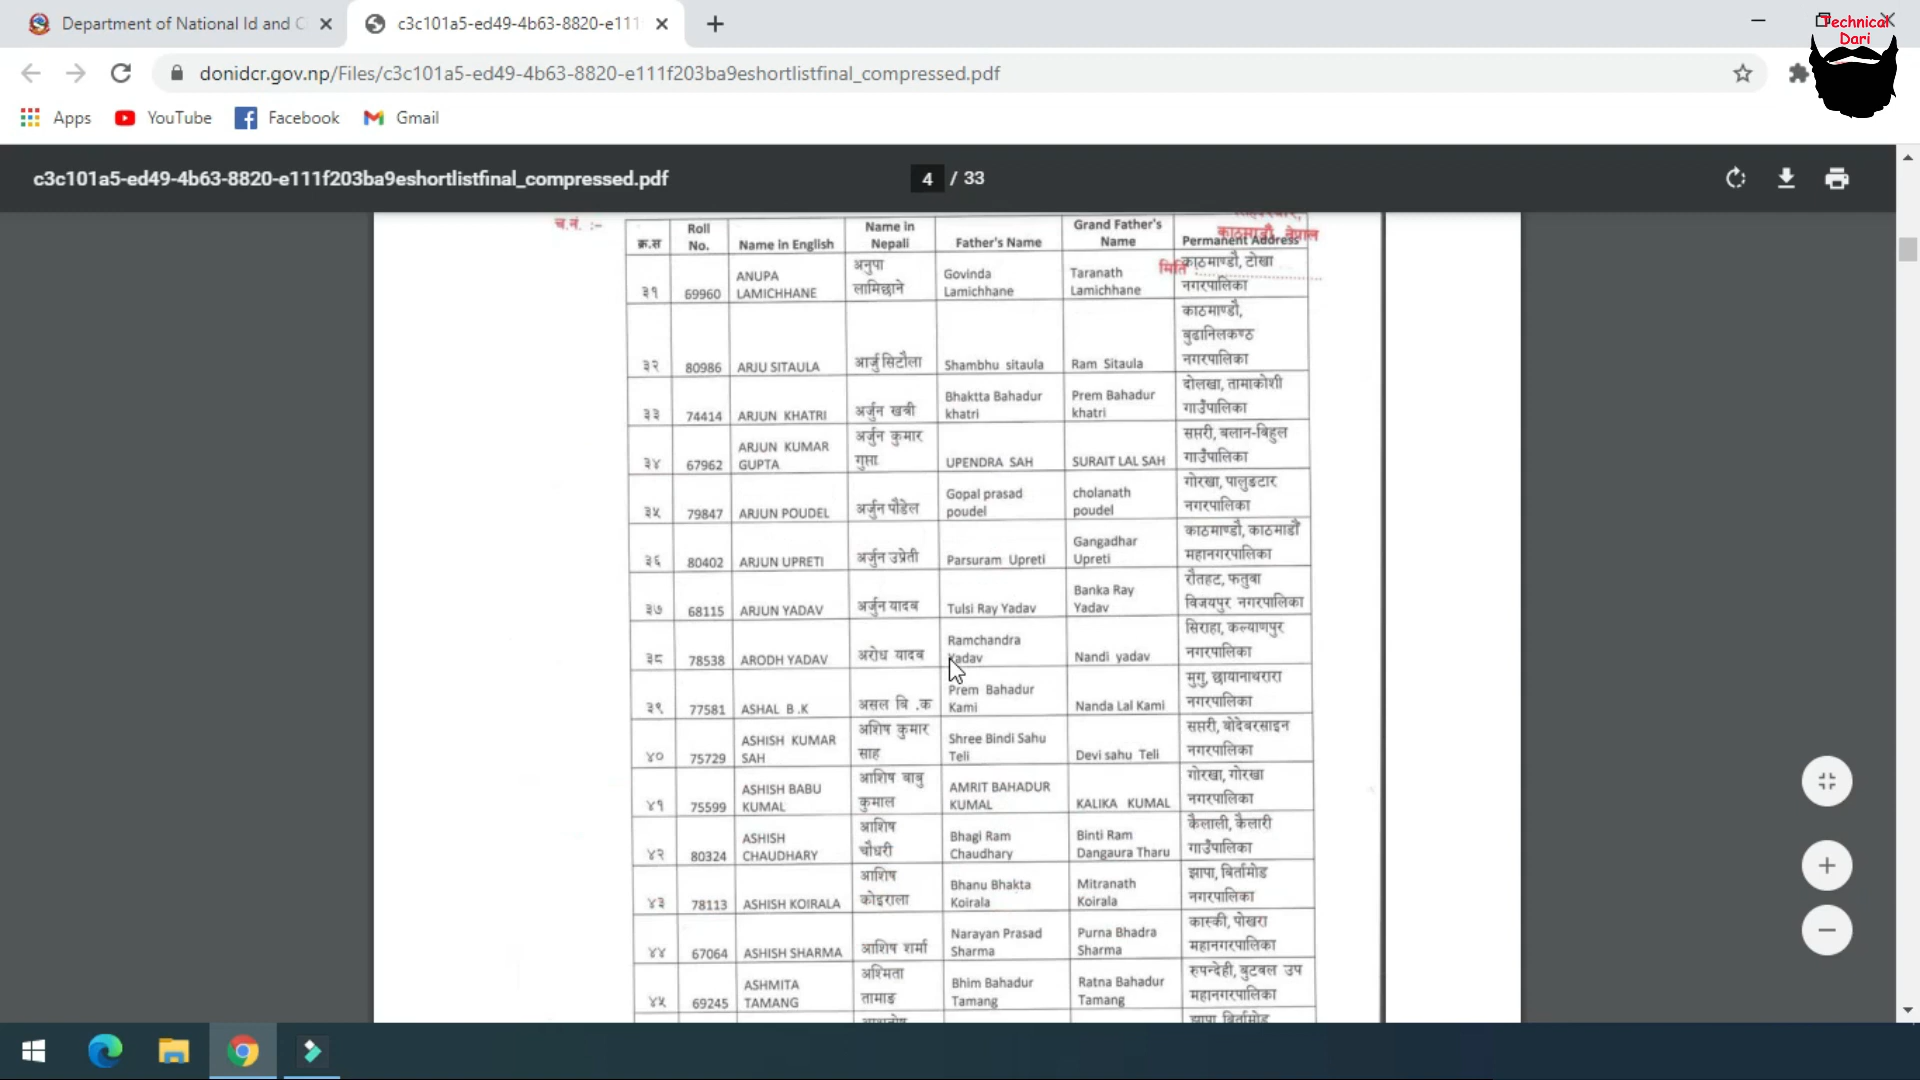 Department of National Id and C
c3c101a5-ed49-4b63-8820-e111
Technical
Dari
donidcr.gov.np/Files/c3c101a5-ed49-4b63-8820-e111f203ba9eshortlistfinal_compressed.pdf
Apps YouTube Facebook Gmail
c3c101a5-ed49-4b63-8820-e111f203ba9eshortlistfinal_compressed.pdf 4 / 33
च.नं. :-
काठमाडौं, नेपाल
मिति
क्र.स Roll No. Name in English Name in Nepali Father's Name Grand Father's Name Permanent Address
३१ 69960 ANUPA LAMICHHANE अनुपा लामिछाने Govinda Lamichhane Taranath Lamichhane काठमाण्डौ, टोखा नगरपालिका
३२ 80986 ARJU SITAULA आर्जु सिटौला Shambhu sitaula Ram Sitaula काठमाण्डौ, बुढानिलकण्ठ नगरपालिका
३३ 74414 ARJUN KHATRI अर्जुन खत्री Bhaktta Bahadur khatri Prem Bahadur khatri दोलखा, तामाकोशी गाउँपालिका
३४ 67962 ARJUN KUMAR GUPTA अर्जुन कुमार गुप्ता UPENDRA SAH SURAIT LAL SAH सप्तरी, बलान-बिहुल गाउँपालिका
३५ 79847 ARJUN POUDEL अर्जुन पौडेल Gopal prasad poudel cholanath poudel गोरखा, पालुङटार नगरपालिका
३६ 80402 ARJUN UPRETI अर्जुन उप्रेती Parsuram Upreti Gangadhar Upreti काठमाण्डौ, काठमाडौँ महानगरपालिका
३७ 68115 ARJUN YADAV अर्जुन यादब Tulsi Ray Yadav Banka Ray Yadav रौतहट, फतुबा बिजयपुर नगरपालिका
३८ 78538 ARODH YADAV अरोध यादब Ramchandra Yadav Nandi yadav सिराहा, कल्याणपुर नगरपालिका
३९ 77581 ASHAL B .K असल बि .क Prem Bahadur Kami Nanda Lal Kami मुगु, छायानाथरारा नगरपालिका
४० 75729 ASHISH KUMAR SAH अशिष कुमार साह Shree Bindi Sahu Teli Devi sahu Teli सप्तरी, बोदेबरसाइन नगरपालिका
४१ 75599 ASHISH BABU KUMAL आशिष बाबु कुमाल AMRIT BAHADUR KUMAL KALIKA KUMAL गोरखा, गोरखा नगरपालिका
४२ 80324 ASHISH CHAUDHARY आशिष चौधरी Bhagi Ram Chaudhary Binti Ram Dangaura Tharu कैलाली, कैलारी गाउँपालिका
४३ 78113 ASHISH KOIRALA आशिष कोइराला Bhanu Bhakta Koirala Mitranath Koirala झापा, बिर्तामोड नगरपालिका
४४ 67064 ASHISH SHARMA आशिष शर्मा Narayan Prasad Sharma Purna Bhadra Sharma कास्की, पोखरा महानगरपालिका
४५ 69245 ASHMITA TAMANG अश्मिता तामाङ Bhim Bahadur Tamang Ratna Bahadur Tamang रुपन्देही, बुटबल उप महानगरपालिका
झापा, बिर्तामोड